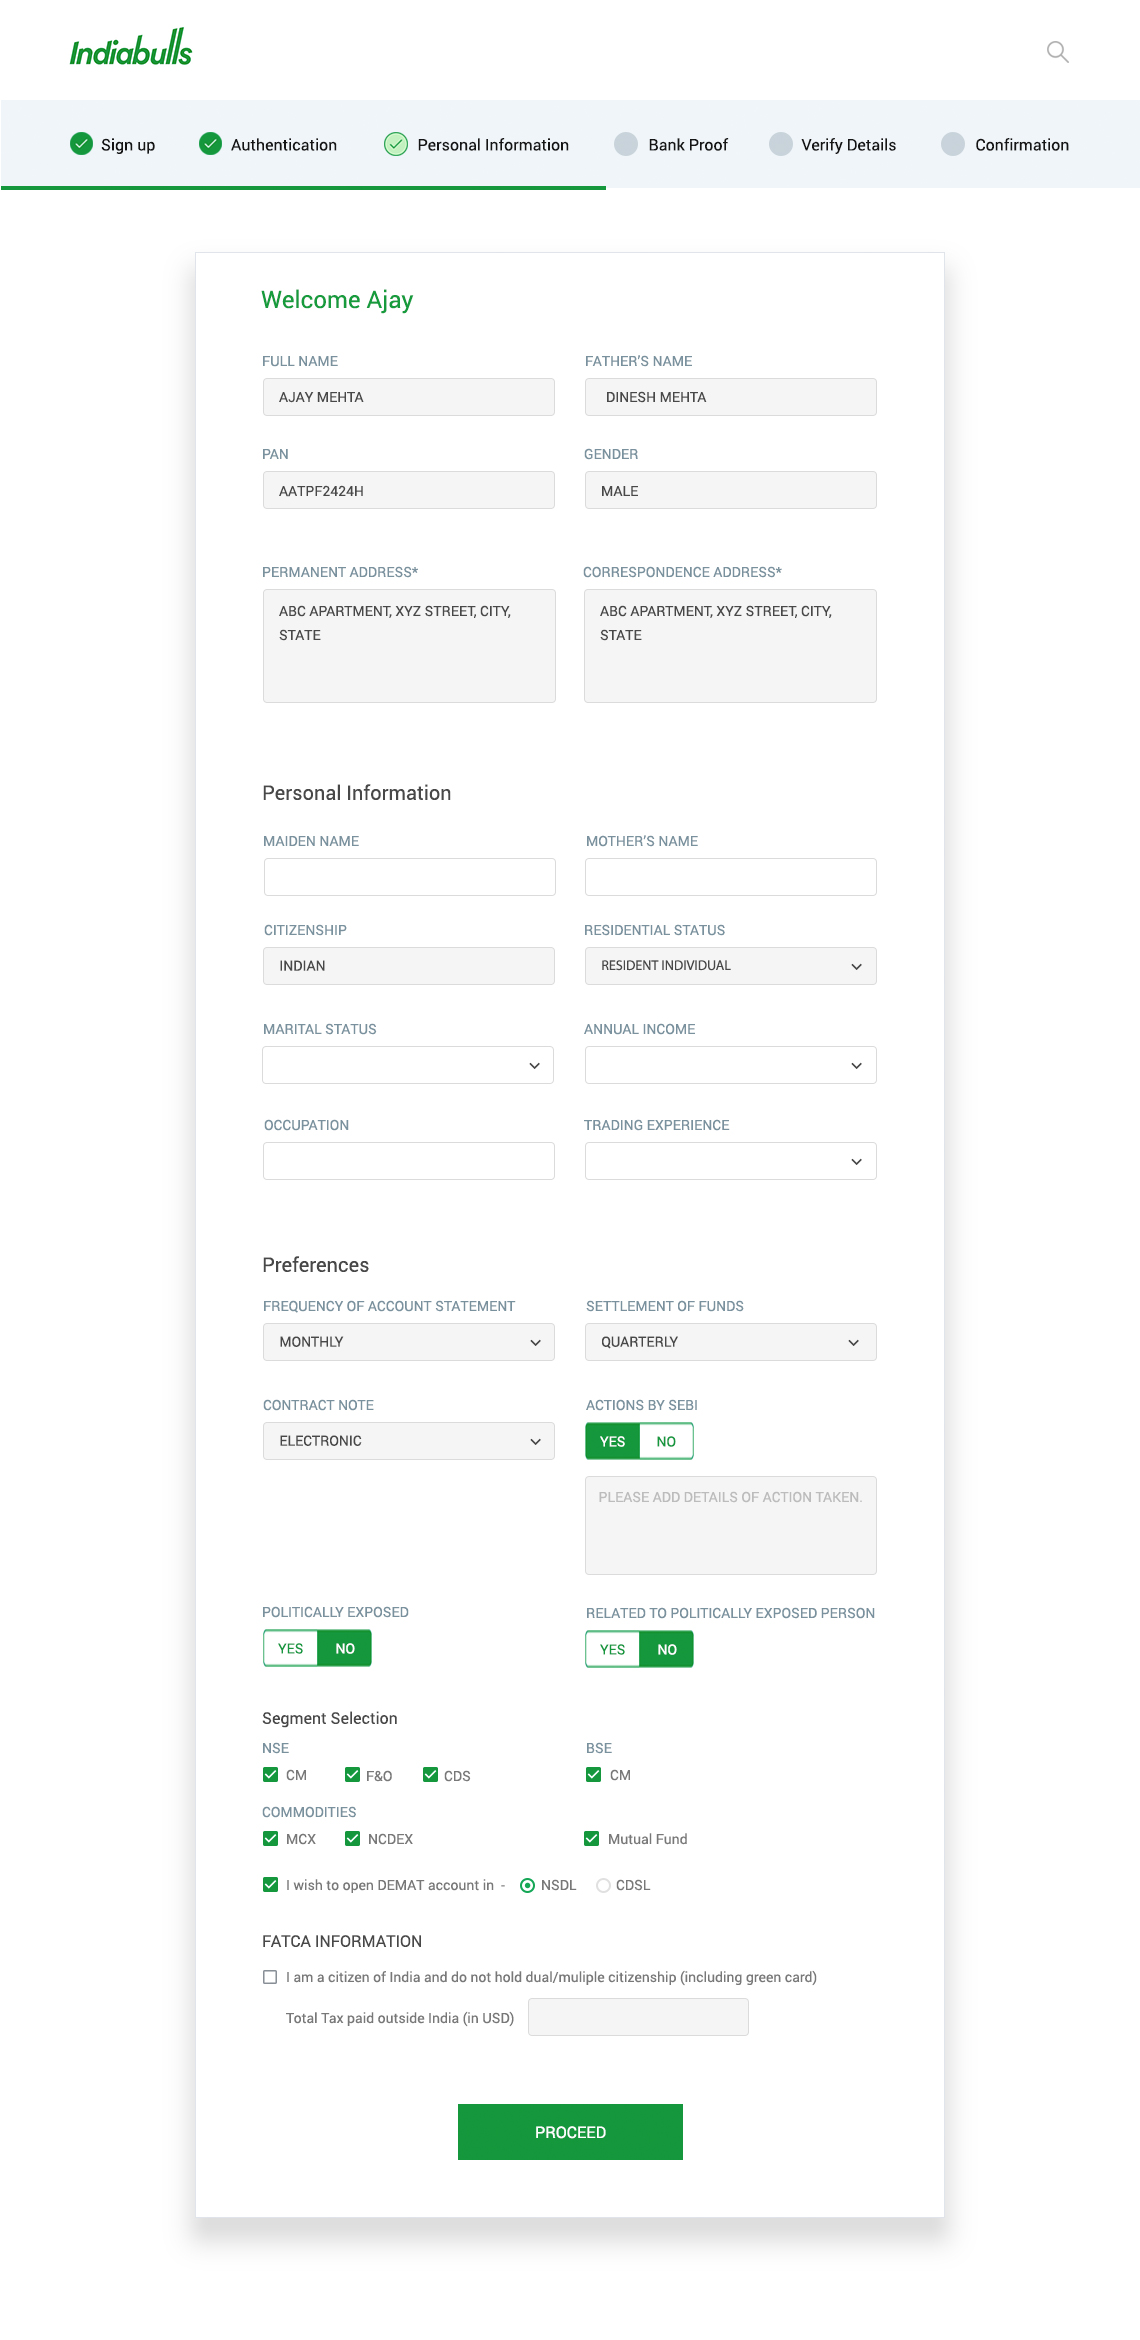 Indiabulls
Sign up Authentication Personal Information Bank Proof Verify Details Confirmation
Welcome Ajay
FULL NAME FATHER'S NAME
AJAY MEHTA DINESH MEHTA
PAN GENDER
AATPF2424H MALE
PERMANENT ADDRESS* CORRESPONDENCE ADDRESS*
ABC APARTMENT, XYZ STREET, CITY, ABC APARTMENT, XYZ STREET, CITY,
STATE STATE
Personal Information
MAIDEN NAME MOTHER'S NAME
CITIZENSHIP RESIDENTIAL STATUS
INDIAN RESIDENT INDIVIDUAL
MARITAL STATUS ANNUAL INCOME
OCCUPATION TRADING EXPERIENCE
Preferences
FREQUENCY OF ACCOUNT STATEMENT SETTLEMENT OF FUNDS
MONTHLY QUARTERLY
CONTRACT NOTE ACTIONS BY SEBI
ELECTRONIC YES NO
PLEASE ADD DETAILS OF ACTION TAKEN.
POLITICALLY EXPOSED RELATED TO POLITICALLY EXPOSED PERSON
YES NO YES NO
Segment Selection
NSE BSE
CM F&O CDS CM
COMMODITIES
MCX NCDEX Mutual Fund
I wish to open DEMAT account in - NSDL CDSL
FATCA INFORMATION
I am a citizen of India and do not hold dual/muliple citizenship (including green card)
Total Tax paid outside India (in USD)
PROCEED